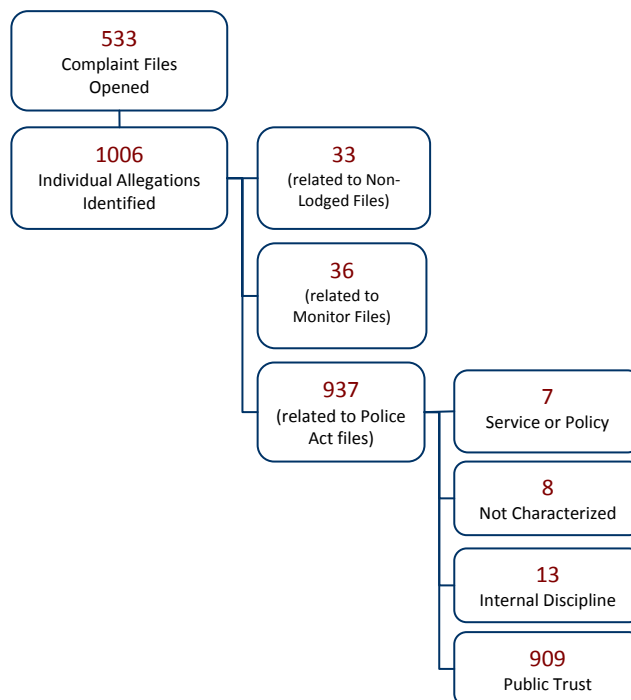 533
Complaint Files
Opened
1006
Individual Allegations
Identified
33
(related to Non-
Lodged Files)
36
(related to
Monitor Files)
937
(related to Police
Act files)
7
Service or Policy
8
Not Characterized
13
Internal Discipline
909
Public Trust